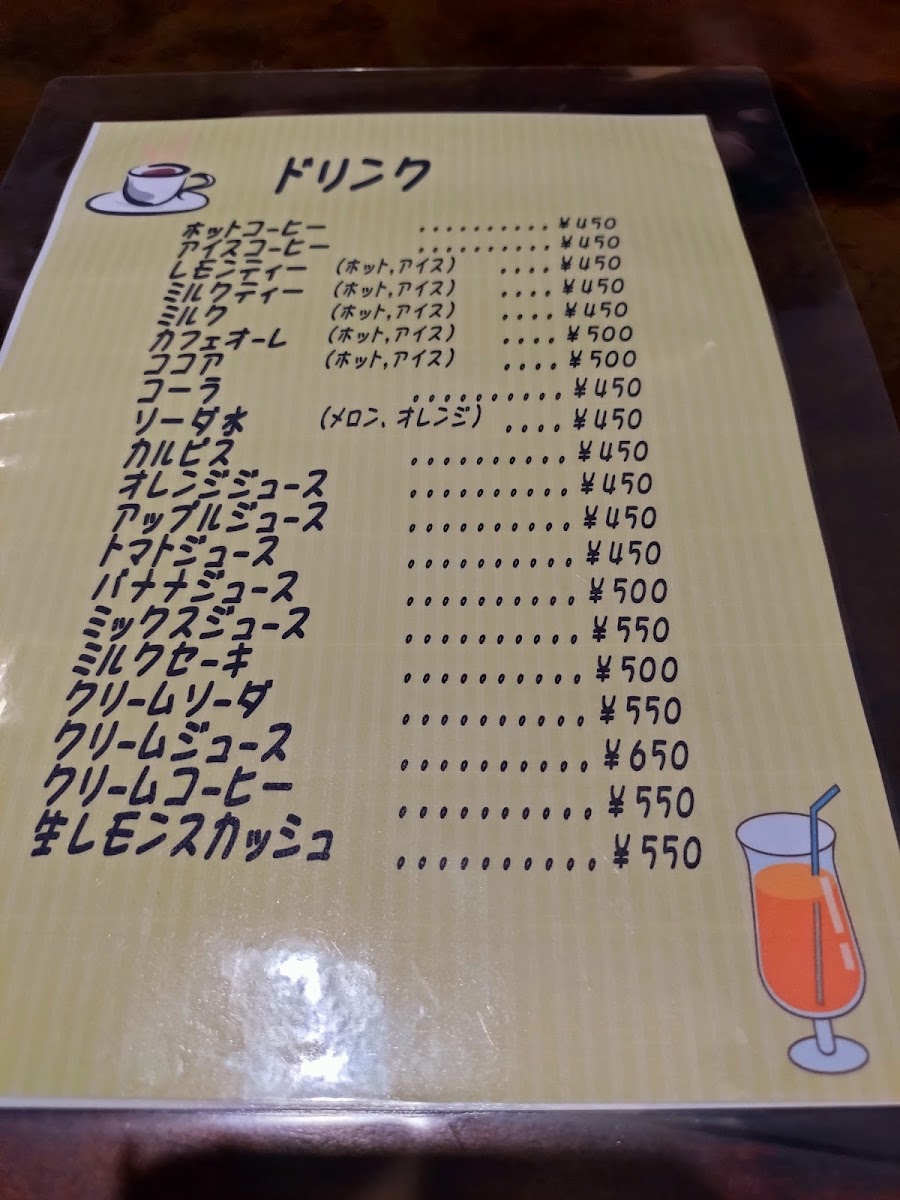 ドリンク
ホットコーヒー ..........¥450
アイスコーヒー ..........¥450
レモンティー (ホット,アイス) ....¥450
ミルクティー (ホット,アイス) ....¥450
ミルク (ホット,アイス) ....¥450
カフェオーレ (ホット,アイス) ....¥500
ココア (ホット,アイス) ....¥500
コーラ ..........¥450
ソーダ水 (メロン、オレンジ) ....¥450
カルピス ..........¥450
オレンジジュース ..........¥450
アップルジュース ..........¥450
トマトジュース ..........¥450
バナナジュース ..........¥500
ミックスジュース ..........¥550
ミルクセーキ ..........¥500
クリームソーダ ..........¥550
クリームジュース ..........¥650
クリームコーヒー ..........¥550
生レモンスカッシュ ..........¥550